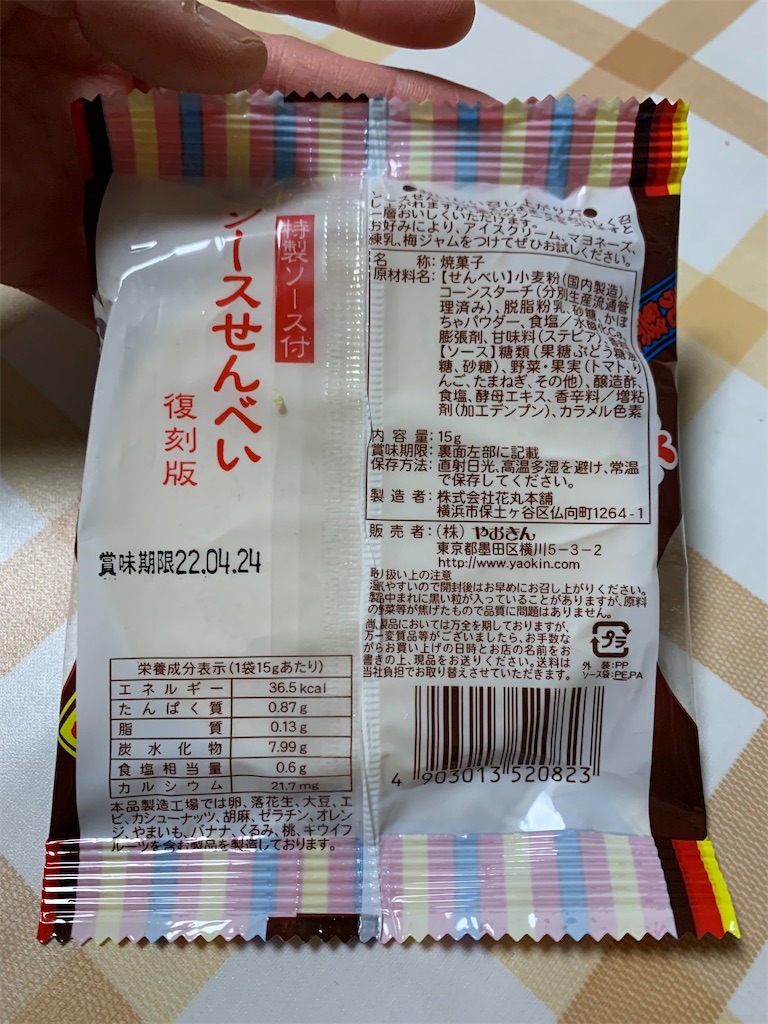 特製ソース付
ソースせんべい
復刻版
賞味期限22.04.24
栄養成分表示(1袋15gあたり)
エネルギー 36.5kcal
たんぱく質 0.87g
脂質 0.13g
炭水化物 7.99g
食塩相当量 0.6g
カルシウム 21.7mg
本品製造工場では卵、落花生、大豆、エ
ビ、カシューナッツ、胡麻、ゼラチン、オレン
ジ、やまいも、バナナ、くるみ、桃、キウイフ
ルーツを含む製品を製造しております。
一層おいしくいただけま
お好みにより、アイスクリーム、マヨネーズ、
練乳、梅ジャムをつけてぜひお試しください。
名称:焼菓子
原材料名:【せんべい】小麦粉(国内製造)、
コーンスターチ(分別生産流通管
理済み)、脱脂粉乳、砂糖、かぼ
ちゃパウダー、食塩/水酸化Ca、
膨張剤、甘味料(ステビア)、
【ソース】糖類(果糖ぶどう糖液
糖、砂糖)、野菜・果実(トマト、り
んご、たまねぎ、その他)、醸造酢、
食塩、酵母エキス、香辛料/増粘
剤(加工デンプン)、カラメル色素
内容量:15g
賞味期限:裏面左部に記載
保存方法:直射日光、高温多湿を避け、常温
で保存してください。
製造者:株式会社花丸本舗
横浜市保土ヶ谷区仏向町1264-1
販売者:(株)やおきん
東京都墨田区横川5-3-2
http://www.yaokin.com
取り扱い上の注意
湿気やすいので開封後はお早めにお召し上がりください。
製品中まれに黒い粒が入っていることがありますが、原料
の野菜等が焦げたもので品質に問題はありません。
尚、製品においては万全を期しておりますが、
万一変質品等がございましたら、お手数な
がらお買い上げの日時とお店の名前をお
書きの上、現品をお送りください。送料は
当社負担でお取り替えさせていただきます。
プラ
外装:PP
ソース袋:PE,PA
4 903013 520823